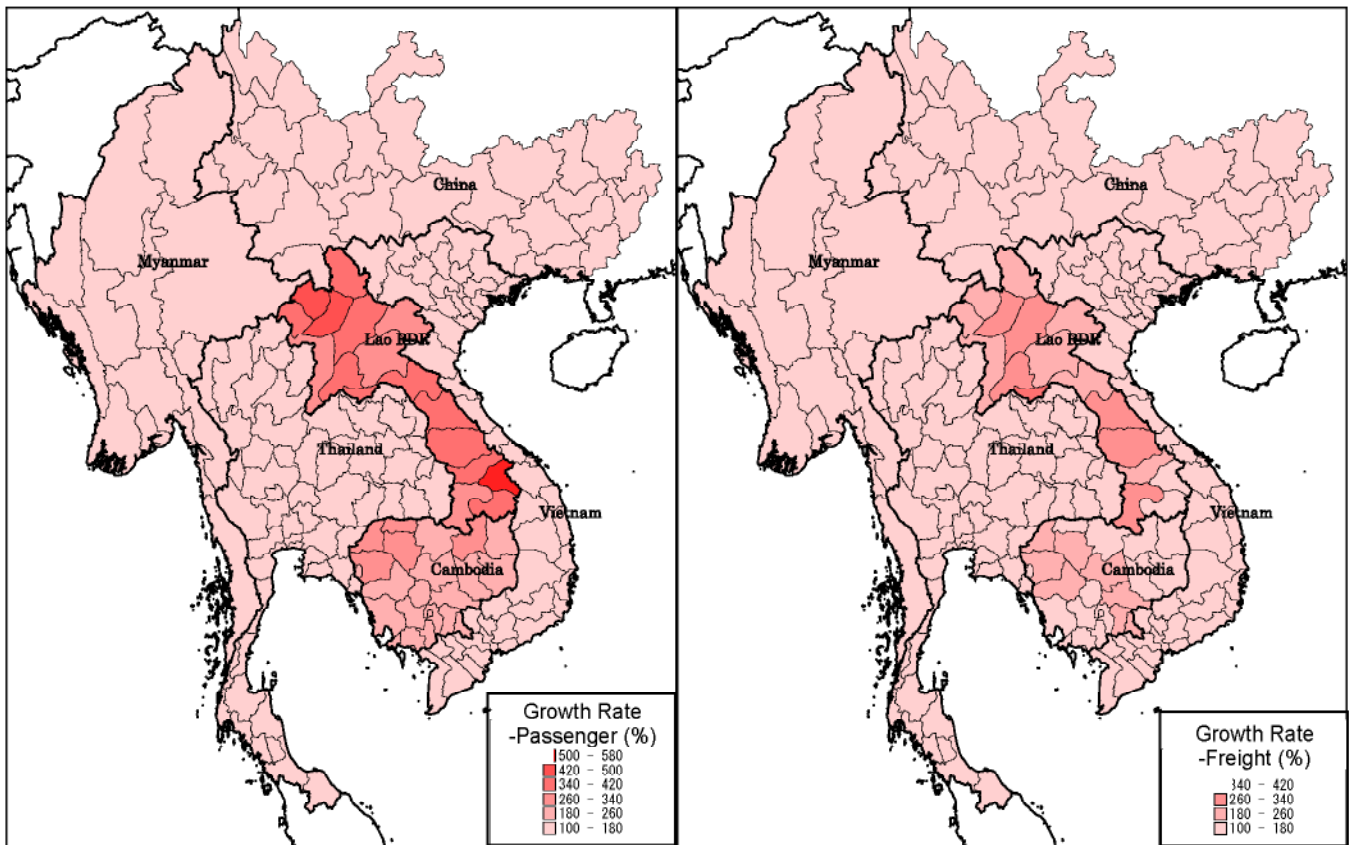 China
Myanmar
Lao PDR
Thailand
Vietnam
Cambodia
Growth Rate
-Passenger (%)
500 - 580
420 - 500
340 - 420
260 - 340
180 - 260
100 - 180
China
Myanmar
Lao PDR
Thailand
Vietnam
Cambodia
Growth Rate
-Freight (%)
340 - 420
260 - 340
180 - 260
100 - 180